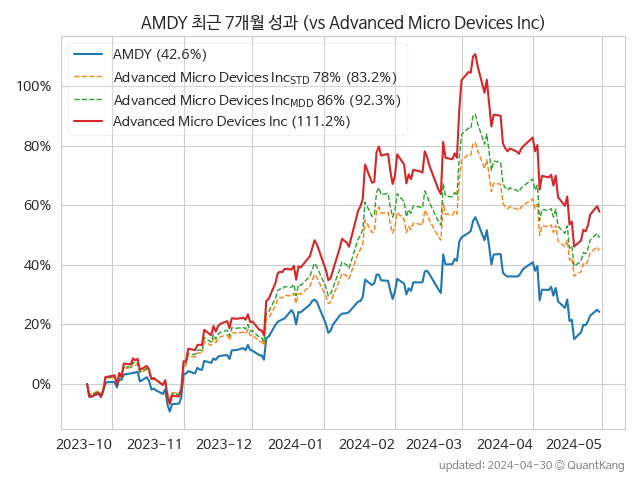 AMDY 최근 7개월 성과 (vs Advanced Micro Devices Inc)
AMDY (42.6%)
Advanced Micro Devices IncSTD 78% (83.2%)
Advanced Micro Devices IncMDD 86% (92.3%)
Advanced Micro Devices Inc (111.2%)
100%
80%
60%
40%
20%
0%
2023-10 2023-11 2023-12 2024-01 2024-02 2024-03 2024-04 2024-05
updated: 2024-04-30 © QuantKang